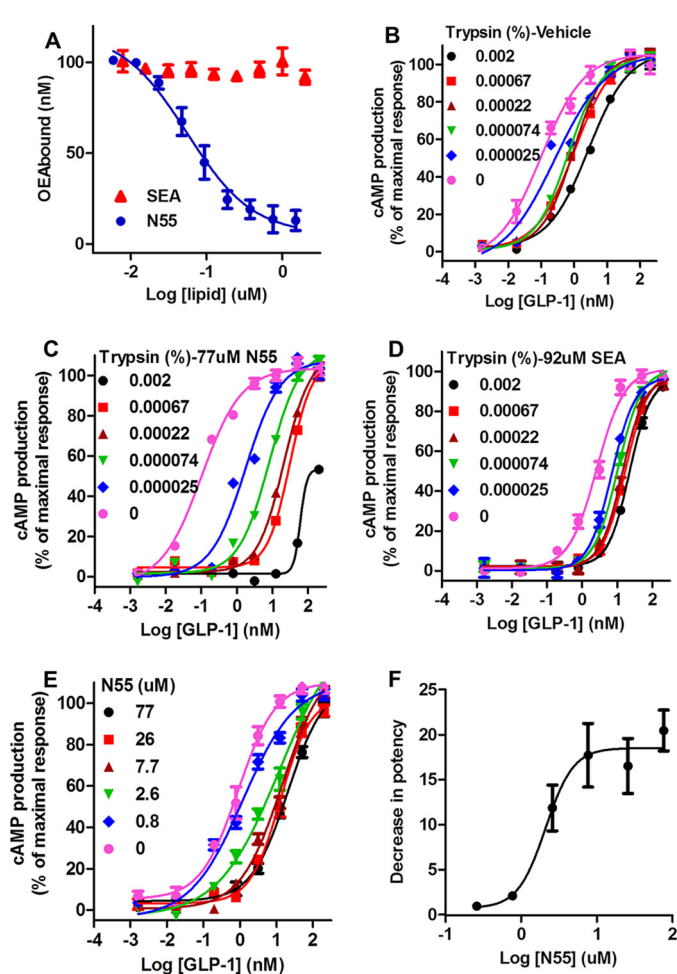 A
OEAbound (nM)
100
50
0
SEA
N55
-2 -1 0
Log [lipid] (uM)
B
Trypsin (%)-Vehicle
0.002
0.00067
0.00022
0.000074
0.000025
0
cAMP production
(% of maximal response)
100
80
60
40
20
0
-4 -3 -2 -1 0 1 2
Log [GLP-1] (nM)
C
Trypsin (%)-77uM N55
0.002
0.00067
0.00022
0.000074
0.000025
0
cAMP production
(% of maximal response)
100
80
60
40
20
0
-4 -3 -2 -1 0 1 2
Log [GLP-1] (nM)
D
Trypsin (%)-92uM SEA
0.002
0.00067
0.00022
0.000074
0.000025
0
cAMP production
(% of maximal response)
100
80
60
40
20
0
-4 -3 -2 -1 0 1 2
Log [GLP-1] (nM)
E
N55 (uM)
77
26
7.7
2.6
0.8
0
cAMP production
(% of maximal response)
100
80
60
40
20
0
-4 -3 -2 -1 0 1 2
Log [GLP-1] (nM)
F
Decrease in potency
25
20
15
10
5
0
-1 0 1 2
Log [N55] (uM)